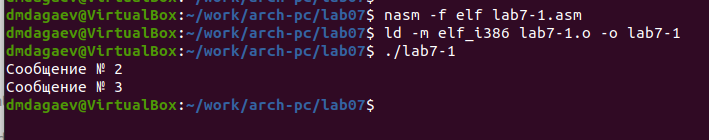 dmdagaev@VirtualBox:~/work/arch-pc/lab07$ nasm -f elf lab7-1.asm
dmdagaev@VirtualBox:~/work/arch-pc/lab07$ ld -m elf_i386 lab7-1.o -o lab7-1
dmdagaev@VirtualBox:~/work/arch-pc/lab07$ ./lab7-1
Сообщение № 2
Сообщение № 3
dmdagaev@VirtualBox:~/work/arch-pc/lab07$